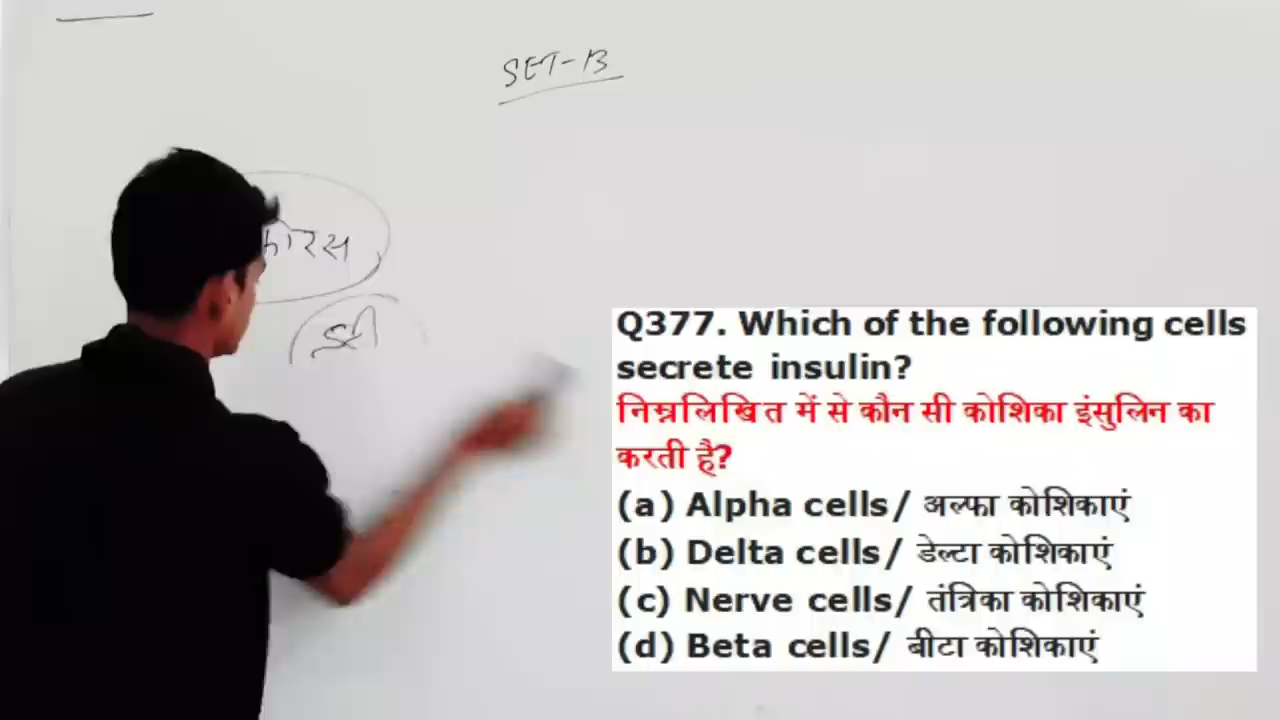 SET-B
Q377. Which of the following cells
secrete insulin?
निम्नलिखित में से कौन सी कोशिका इंसुलिन का
करती है?
(a) Alpha cells/ अल्फा कोशिकाएं
(b) Delta cells/ डेल्टा कोशिकाएं
(c) Nerve cells/ तंत्रिका कोशिकाएं
(d) Beta cells/ बीटा कोशिकाएं